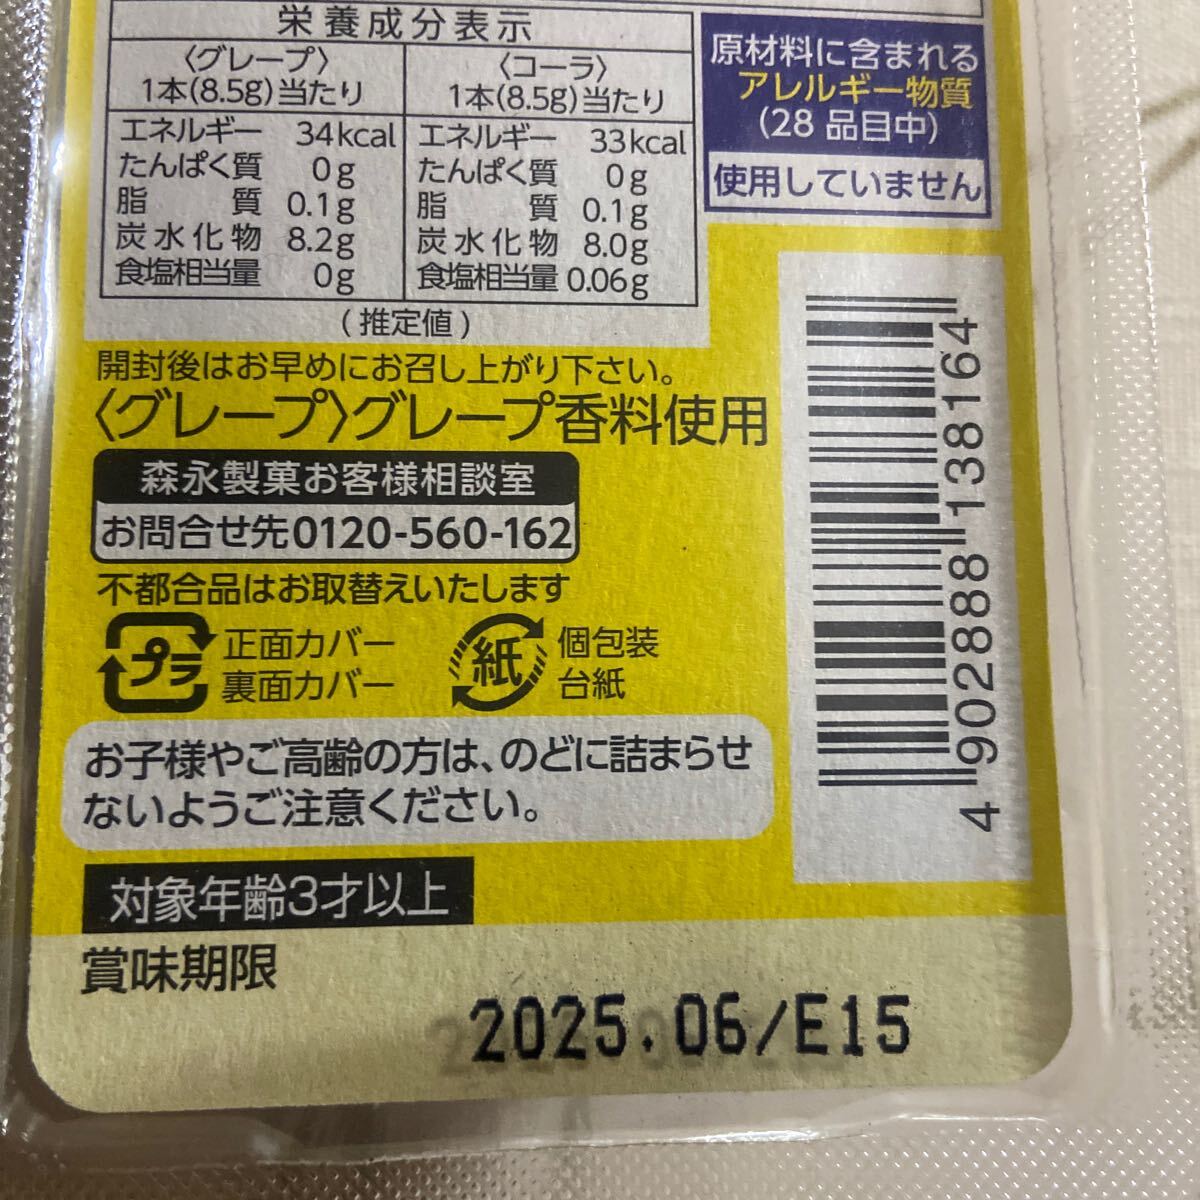 栄養成分表示
〈グレープ〉
1本(8.5g)当たり
エネルギー 34kcal
たんぱく質 0g
脂質 0.1g
炭水化物 8.2g
食塩相当量 0g
〈コーラ〉
1本(8.5g)当たり
エネルギー 33kcal
たんぱく質 0g
脂質 0.1g
炭水化物 8.0g
食塩相当量 0.06g
(推定値)
原材料に含まれる
アレルギー物質
(28品目中)
使用していません
開封後はお早めにお召し上がり下さい。
〈グレープ〉グレープ香料使用
森永製菓お客様相談室
お問合せ先0120-560-162
不都合品はお取替えいたします
プラ
正面カバー
裏面カバー
紙
個包装
台紙
お子様やご高齢の方は、のどに詰まらせ
ないようご注意ください。
対象年齢3才以上
賞味期限
2025.06/E15
4902888138164